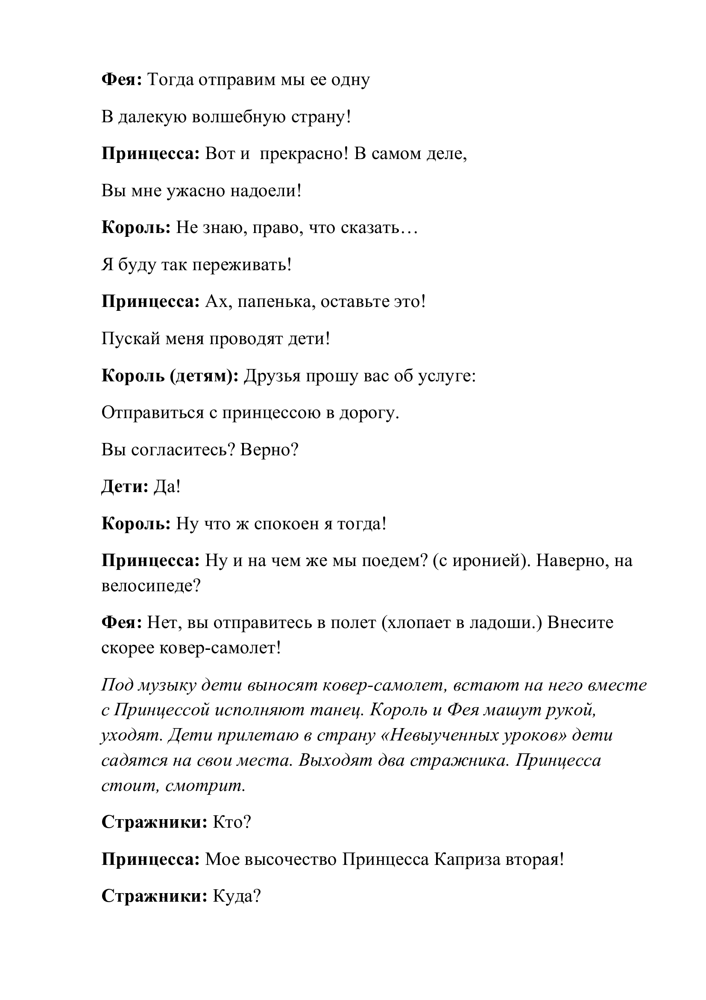 Фея: Тогда отправим мы ее одну
В далекую волшебную страну!
Принцесса: Вот и  прекрасно! В самом деле,
Вы мне ужасно надоели!
Король: Не знаю, право, что сказать…
Я буду так переживать!
Принцесса: Ах, папенька, оставьте это!
Пускай меня проводят дети!
Король (детям): Друзья прошу вас об услуге:
Отправиться с принцессою в дорогу.
Вы согласитесь? Верно?
Дети: Да!
Король: Ну что ж спокоен я тогда!
Принцесса: Ну и на чем же мы поедем? (с иронией). Наверно, на
велосипеде?
Фея: Нет, вы отправитесь в полет (хлопает в ладоши.) Внесите
скорее ковер-самолет!
Под музыку дети выносят ковер-самолет, встают на него вместе
с Принцессой исполняют танец. Король и Фея машут рукой,
уходят. Дети прилетаю в страну «Невыученных уроков» дети
садятся на свои места. Выходят два стражника. Принцесса
стоит, смотрит.
Стражники: Кто?
Принцесса: Мое высочество Принцесса Каприза вторая!
Стражники: Куда?